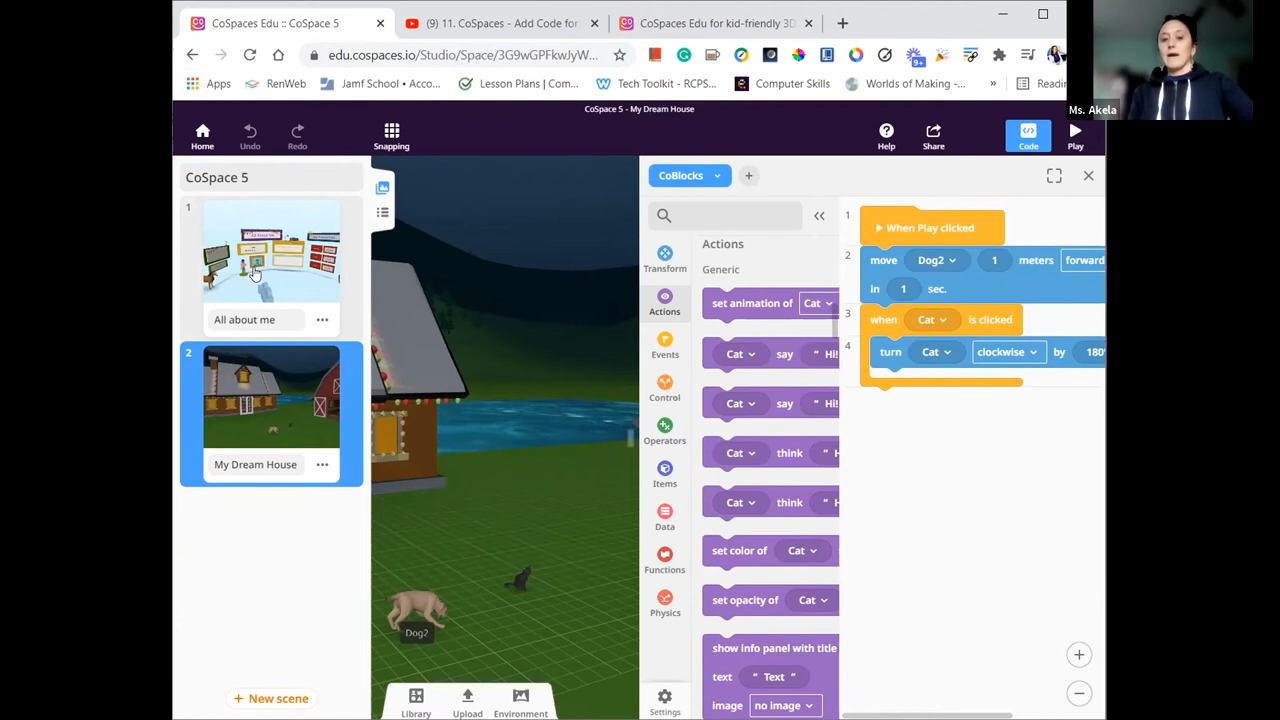 CoSpaces Edu :: CoSpace 5
(9) 11. CoSpaces - Add Code for
CoSpaces Edu for kid-friendly 3D
edu.cospaces.io/Studio/Space/3G9wGPFkwJyW...
9+
Apps
RenWeb
Jamf School • Acco...
Lesson Plans | Com...
Tech Toolkit - RCPS...
Computer Skills
Worlds of Making -...
»
Readin
Ms. Akela
CoSpace 5 - My Dream House
Home
Undo
Redo
Snapping
Help
Share
Code
Play
CoSpace 5
1
All about me
2
My Dream House
+ New scene
Dog2
Library
Upload
Environment
CoBlocks
Transform
Actions
Events
Control
Operators
Items
Data
Functions
Physics
Settings
Actions
Generic
set animation of Cat
Cat say " Hi!
Cat say " Hi!
Cat think " H
Cat think " H
set color of Cat
set opacity of Cat
show info panel with title
text " Text "
image no image
1 When Play clicked
2 move Dog2 1 meters forward
in 1 sec.
3 when Cat is clicked
4 turn Cat clockwise by 180°